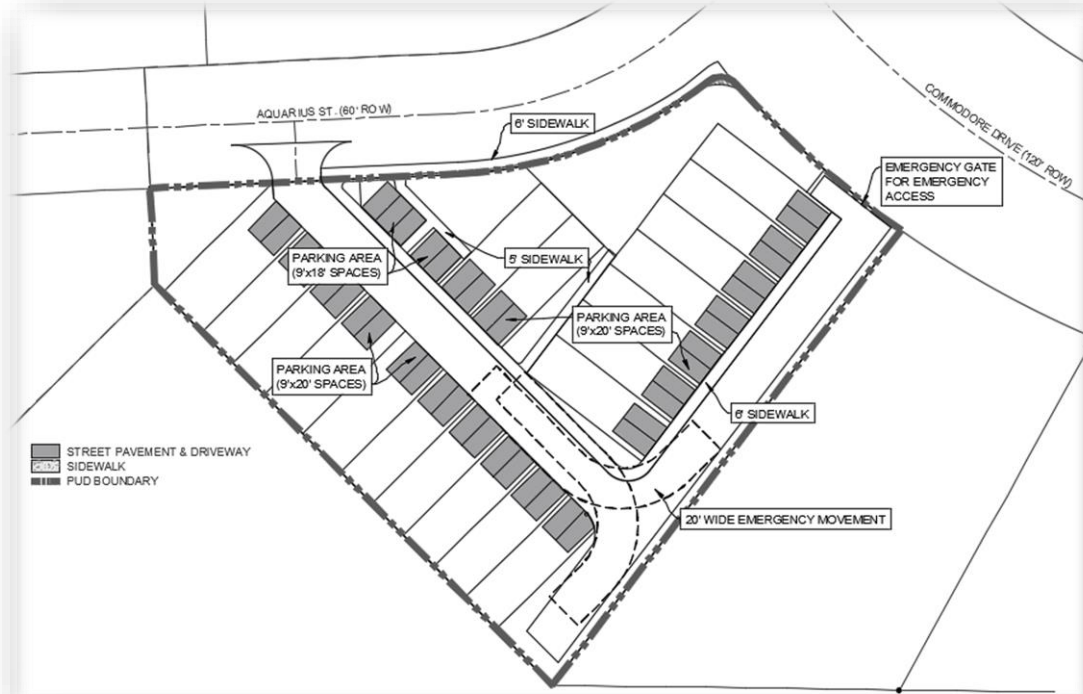 COMMODORE DRIVE (120' ROW)
AQUARIUS ST. (60' ROW)
6' SIDEWALK
EMERGENCY GATE
FOR EMERGENCY
ACCESS
PARKING AREA
(9'x18' SPACES)
5' SIDEWALK
PARKING AREA
(9'x20' SPACES)
PARKING AREA
(9'x20' SPACES)
6' SIDEWALK
STREET PAVEMENT & DRIVEWAY
SIDEWALK
PUD BOUNDARY
20' WIDE EMERGENCY MOVEMENT